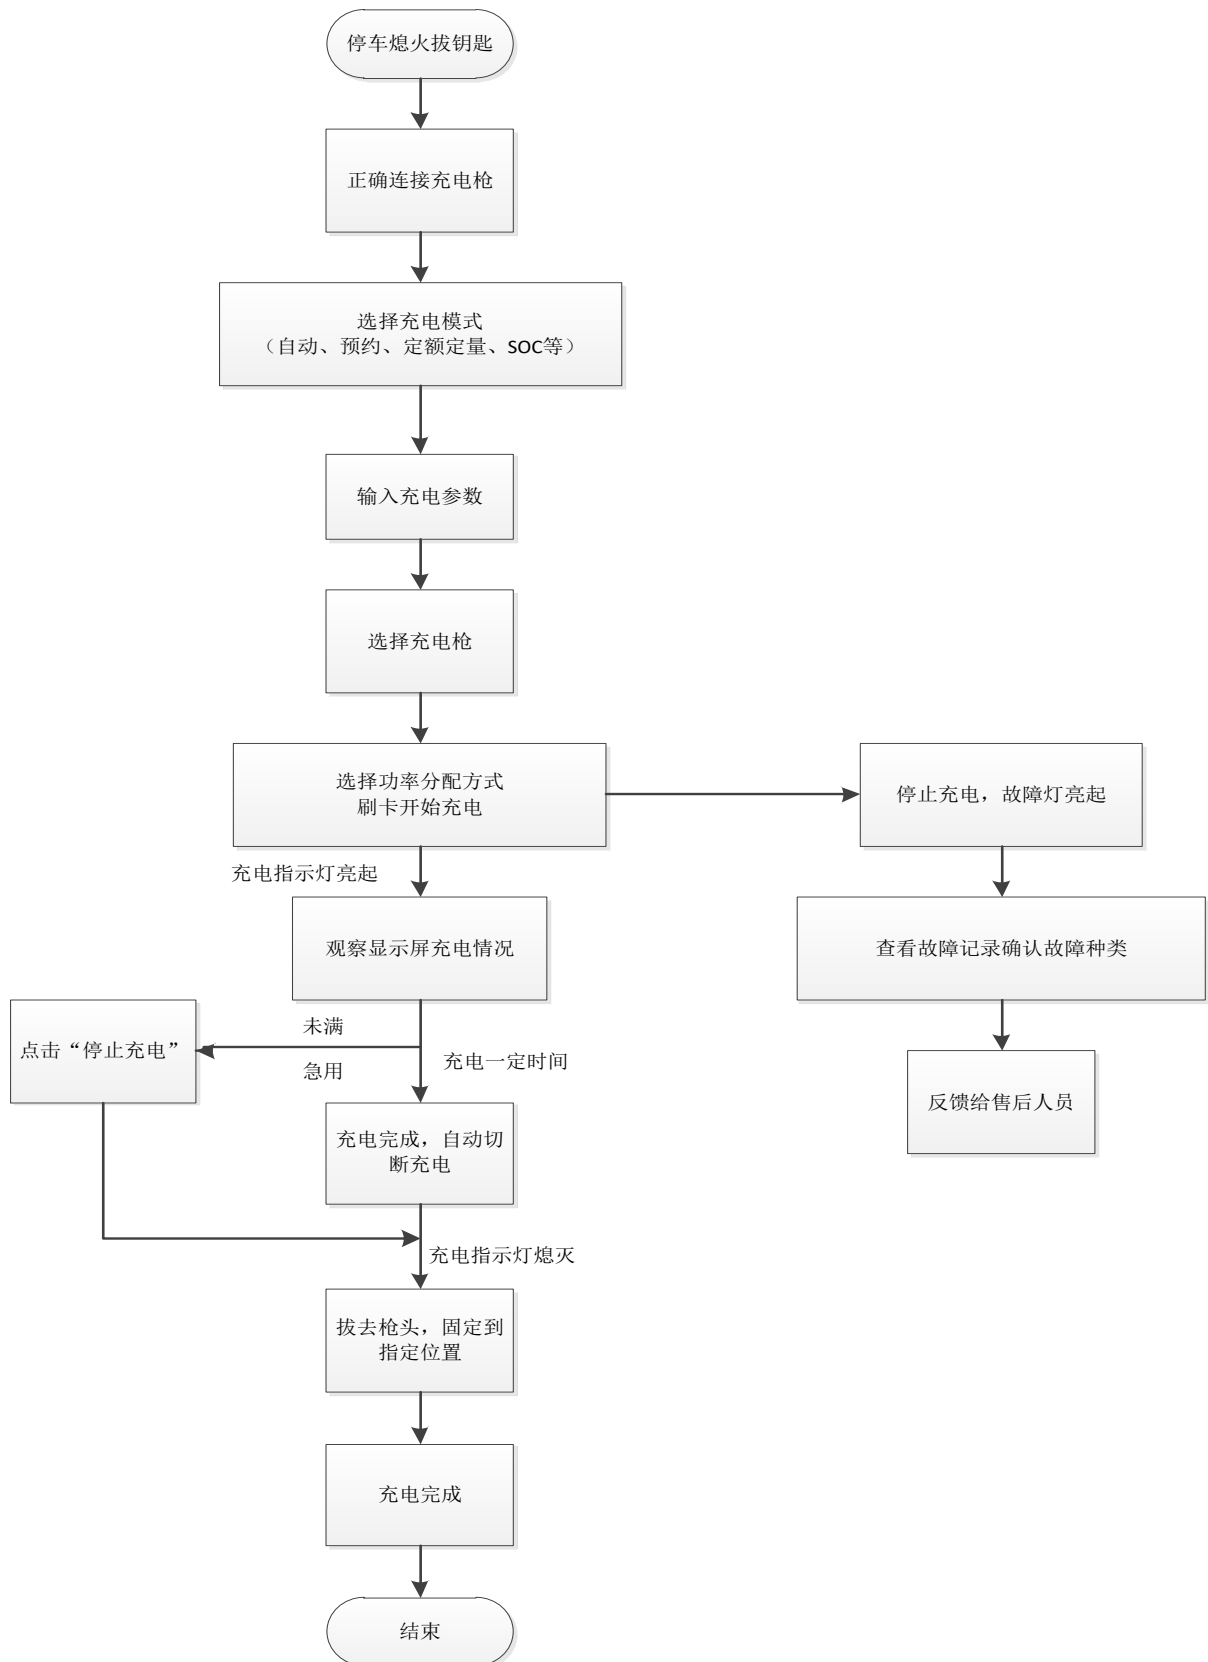 停车熄火拔钥匙
正确连接充电枪
选择充电模式
（自动、预约、定额定量、SOC等）
输入充电参数
选择充电枪
选择功率分配方式
刷卡开始充电
停止充电，故障灯亮起
充电指示灯亮起
观察显示屏充电情况
查看故障记录确认故障种类
未满
点击“停止充电”
急用
充电一定时间
反馈给售后人员
充电完成，自动切
断充电
充电指示灯熄灭
拔去枪头，固定到
指定位置
充电完成
结束